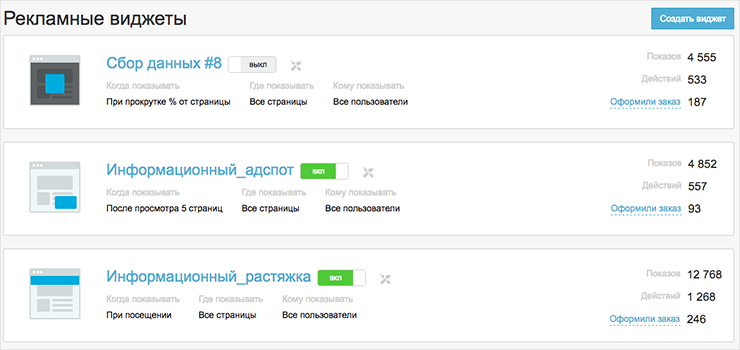 Рекламные виджеты
Создать виджет
Сбор данных #8 выкл
Показов 4 555
Когда показывать Где показывать Кому показывать
Действий 533
При прокрутке % от страницы Все страницы Все пользователи
Оформили заказ 187
Информационный_адспот вкл
Показов 4 852
Когда показывать Где показывать Кому показывать
Действий 557
После просмотра 5 страниц Все страницы Все пользователи
Оформили заказ 93
Информационный_растяжка вкл
Показов 12 768
Когда показывать Где показывать Кому показывать
Действий 1 268
При посещении Все страницы Все пользователи
Оформили заказ 246